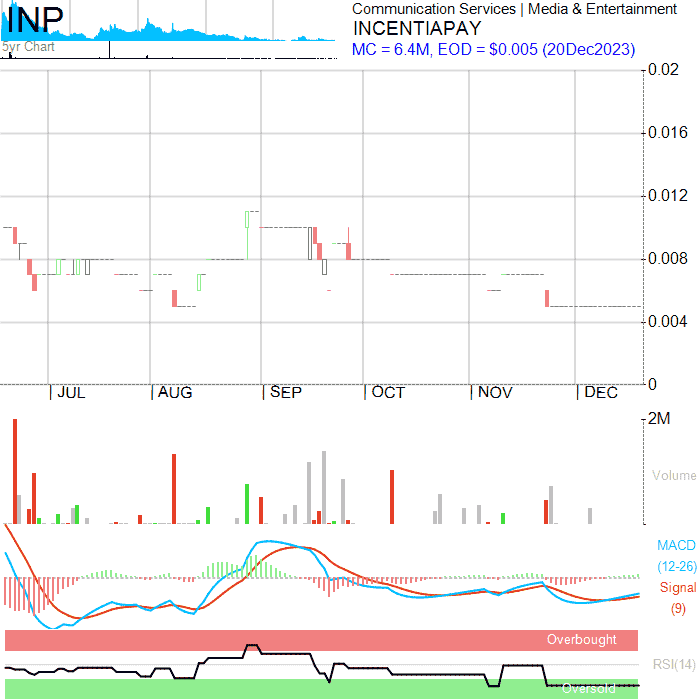 INP
5yr Chart
Communication Services | Media & Entertainment
INCENTIAPAY
MC = 6.4M, EOD = $0.005 (20Dec2023)
0.02
0.016
0.012
0.008
0.004
0
| JUL | AUG | SEP | OCT | NOV | DEC
2M
Volume
MACD
(12-26)
Signal
(9)
Overbought
RSI(14)
Oversold